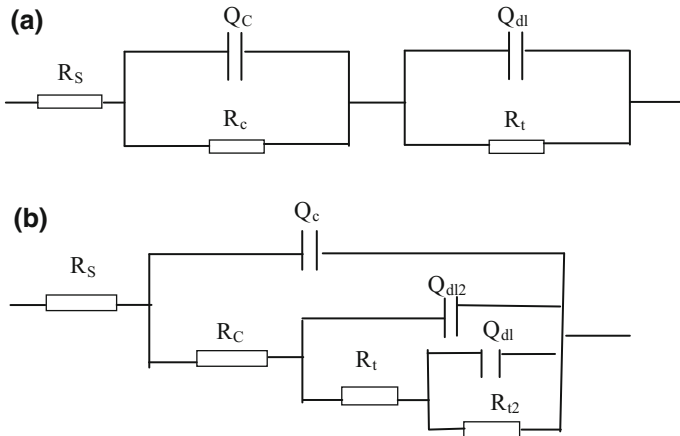 (a)
Q_C
Q_dl
R_S
R_c
R_t
(b)
Q_c
R_S
Q_dl2
R_C
Q_dl
R_t
R_t2